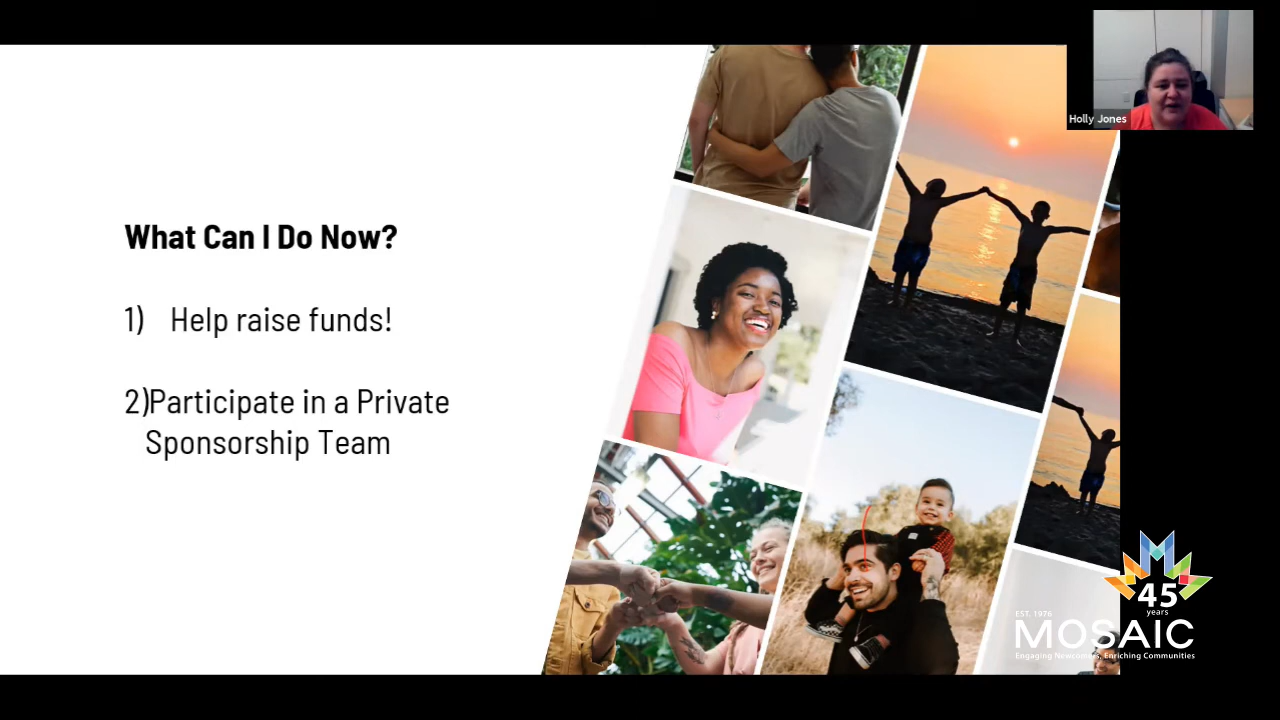 Holly Jones
What Can I Do Now?
1) Help raise funds!
2)Participate in a Private
Sponsorship Team
45
years
EST. 1976
MOSAIC
Engaging Newcomers, Enriching Communities